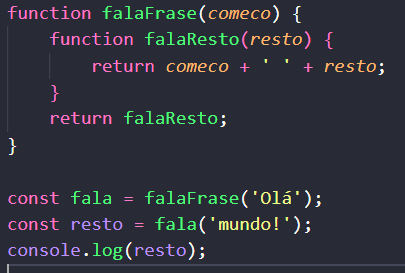 function falaFrase(comeco) {
    function falaResto(resto) {
        return comeco + ' ' + resto;
    }
    return falaResto;
}

const fala = falaFrase('Olá');
const resto = fala('mundo!');
console.log(resto);